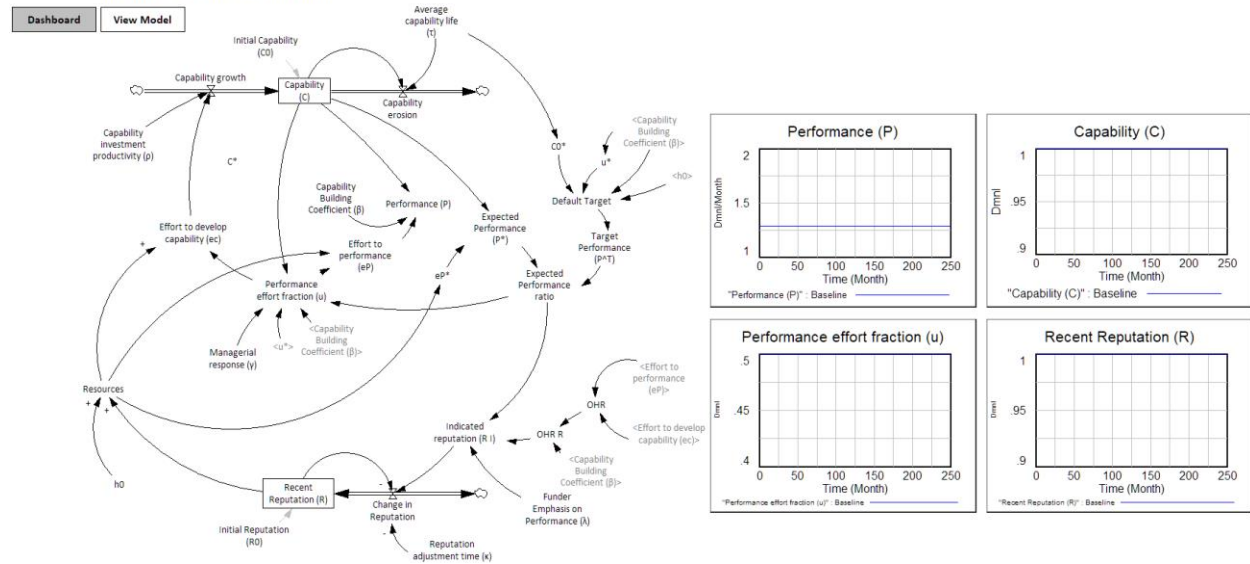 Dashboard
View Model
Average
capability life
(τ)
Initial Capability
(C0)
Capability growth
Capability
(C)
Capability
erosion
Capability
investment
productivity (ρ)
C*
<Capability
Building
Coefficient (β)>
C0*
u*
<h0>
Default Target
Capability
Building
Coefficient (β)
Performance (P)
Expected
Performance
(P*)
Target
Performance
(P^T)
Effort to develop
capability (ec)
+
Effort to
performance
(eP)
eP*
Expected
Performance
ratio
Performance
effort fraction (u)
Managerial
response (γ)
<u*>
<Capability
Building
Coefficient (β)>
Resources
+
+
h0
<Effort to
performance
(eP)>
OHR
<Effort to develop
capability (ec)>
Indicated
reputation (R I)
OHR R
<Capability
Building
Coefficient (β)>
Recent
Reputation (R)
-
Change in
Reputation
-
Initial Reputation
(R0)
Reputation
adjustment time (κ)
Funder
Emphasis on
Performance (λ)
Performance (P)
2
1.5
1
Dmnl/Month
0 50 100 150 200 250
Time (Month)
"Performance (P)" : Baseline
Capability (C)
1
.95
.9
Dmnl
0 50 100 150 200 250
Time (Month)
"Capability (C)" : Baseline
Performance effort fraction (u)
.5
.45
.4
Dmnl
0 50 100 150 200 250
Time (Month)
"Performance effort fraction (u)" : Baseline
Recent Reputation (R)
1
.95
.9
Dmnl
0 50 100 150 200 250
Time (Month)
"Recent Reputation (R)" : Baseline